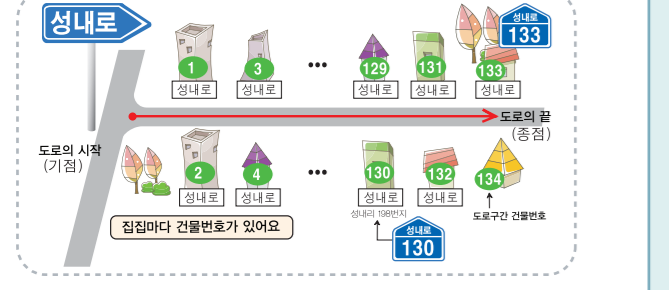 성내로
성내로
133
1
3
•••
129
131
133
성내로
성내로
성내로
성내로
성내로
도로의 끝
(종점)
도로의 시작
(기점)
2
4
•••
130
132
134
성내로
성내로
성내로
성내로
성내리 198번지
도로구간 건물번호
집집마다 건물번호가 있어요
성내로
130